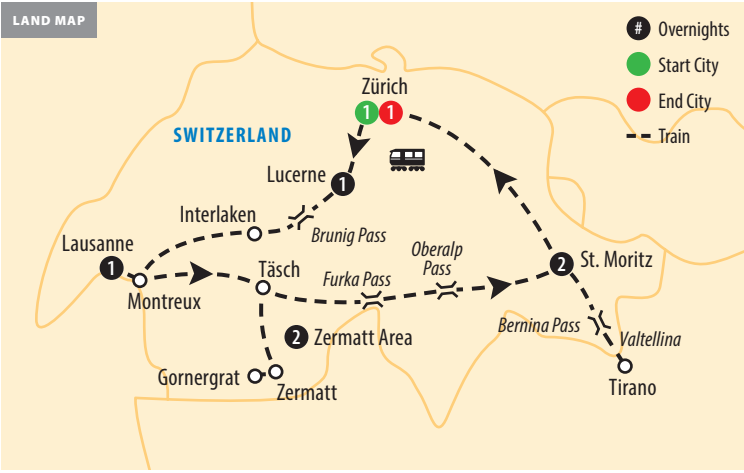 LAND MAP
# Overnights
Start City
End City
Train
Zürich
1 1
SWITZERLAND
Lucerne
1
Interlaken
Brunig Pass
Lausanne
1
Montreux
Täsch
Furka Pass
Oberalp
Pass
2
St. Moritz
Bernina Pass
Valtellina
2 Zermatt Area
Gornergrat
Zermatt
Tirano